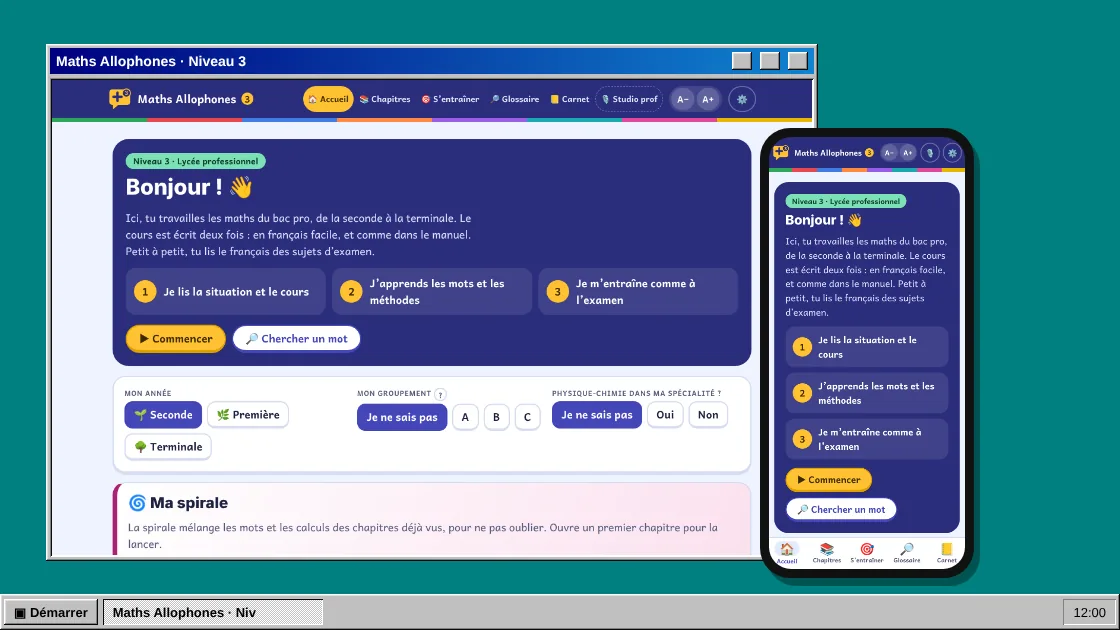 Maths Allophones · Niveau 3
Maths Allophones 3
Accueil
Chapitres
S'entraîner
Glossaire
Carnet
Studio prof
A−
A+
Niveau 3 · Lycée professionnel
Bonjour !
Ici, tu travailles les maths du bac pro, de la seconde à la terminale. Le
cours est écrit deux fois : en français facile, et comme dans le manuel.
Petit à petit, tu lis le français des sujets d'examen.
1 Je lis la situation et le cours
2 J'apprends les mots et les
méthodes
3 Je m'entraîne comme à
l'examen
▶ Commencer
Chercher un mot
MON ANNÉE
Seconde
Première
Terminale
MON GROUPEMENT ?
Je ne sais pas
A
B
C
PHYSIQUE-CHIMIE DANS MA SPÉCIALITÉ ?
Je ne sais pas
Oui
Non
Ma spirale
La spirale mélange les mots et les calculs des chapitres déjà vus, pour ne pas oublier. Ouvre un premier chapitre pour la
lancer.
Maths Allophones 3
A−
A+
Niveau 3 · Lycée professionnel
Bonjour !
Ici, tu travailles les maths du bac pro,
de la seconde à la terminale. Le cours
est écrit deux fois : en français facile,
et comme dans le manuel. Petit à
petit, tu lis le français des sujets
d'examen.
1 Je lis la situation et le
cours
2 J'apprends les mots et les
méthodes
3 Je m'entraîne comme à
l'examen
▶ Commencer
Chercher un mot
Accueil
Chapitres
S'entraîner
Glossaire
Carnet
Démarrer
Maths Allophones · Niv
12:00